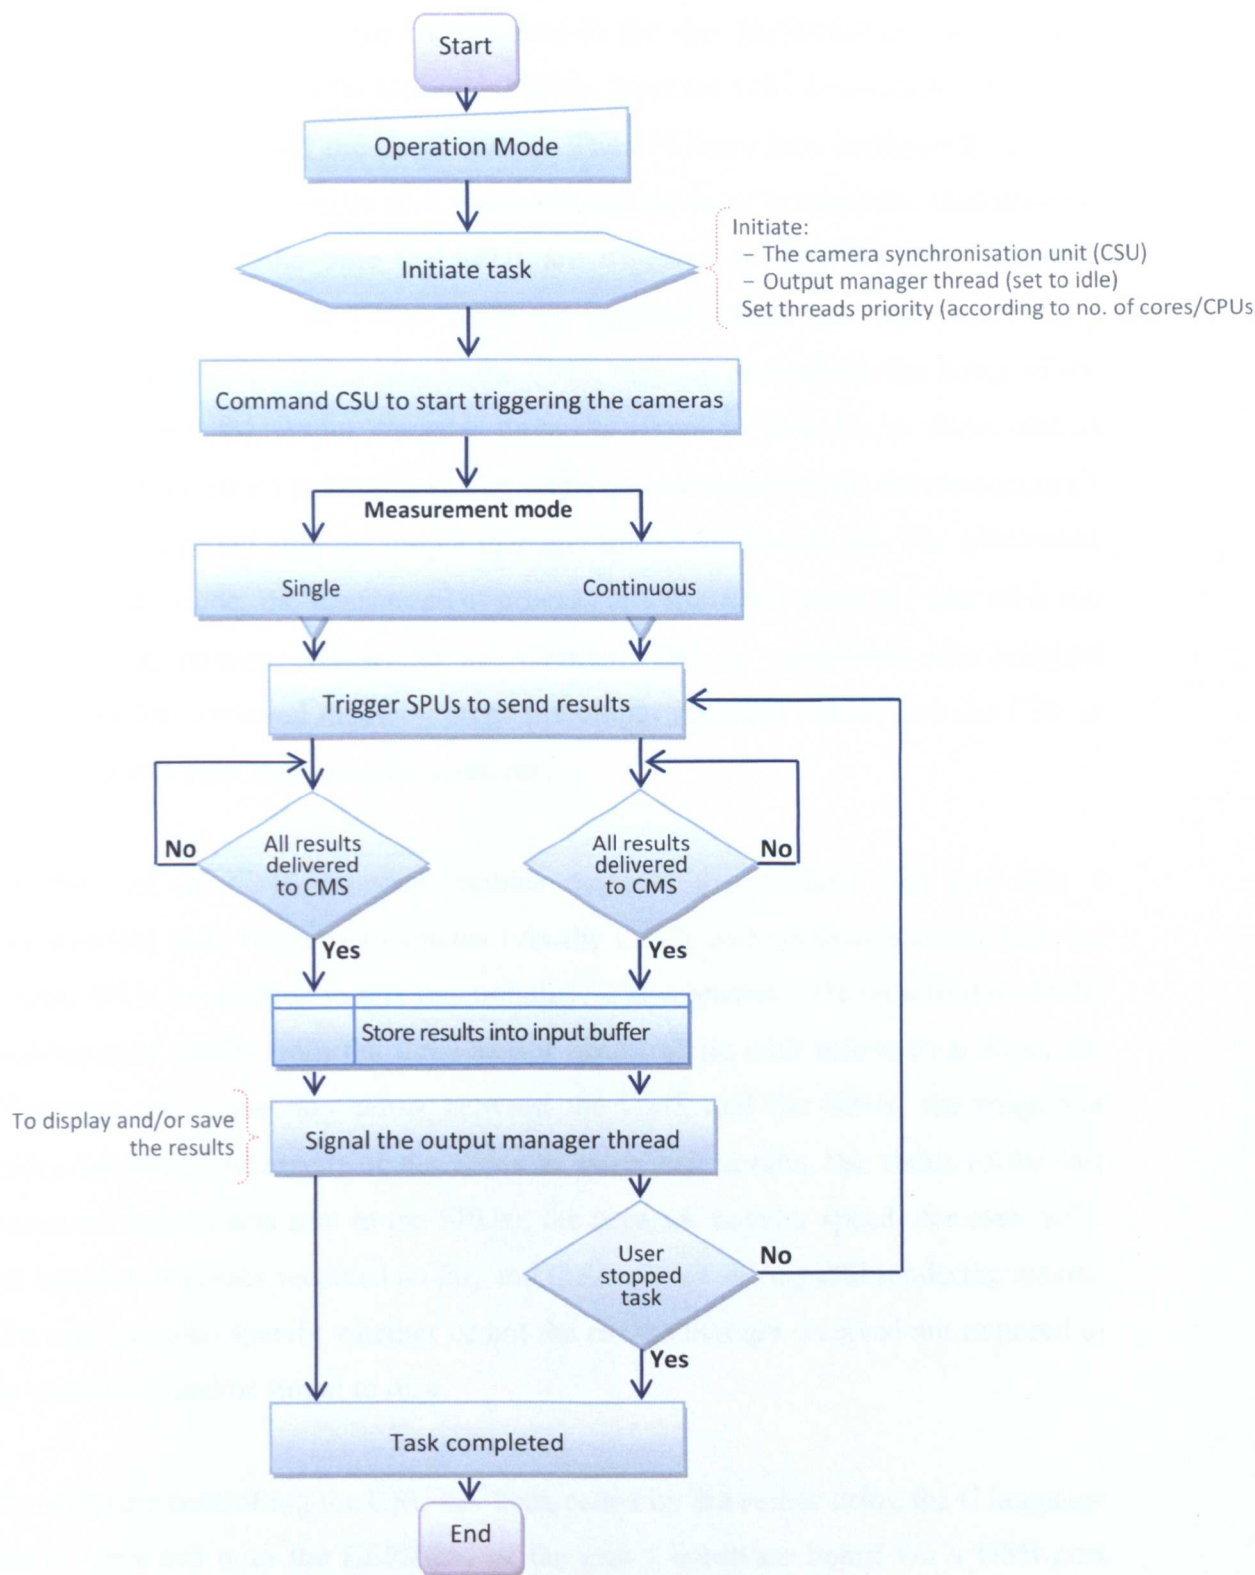 Start
Operation Mode
Initiate task
Initiate:
– The camera synchronisation unit (CSU)
– Output manager thread (set to idle)
Set threads priority (according to no. of cores/CPUs
Command CSU to start triggering the cameras
Measurement mode
Single
Continuous
Trigger SPUs to send results
No
All results
delivered
to CMS
Yes
All results
delivered
to CMS
No
Yes
Store results into input buffer
To display and/or save
the results
Signal the output manager thread
User
stopped
task
No
Yes
Task completed
End